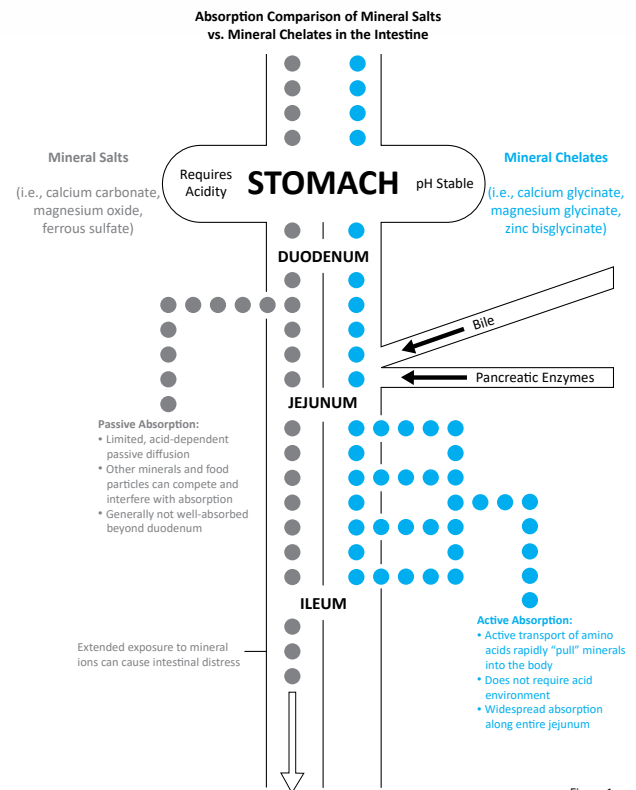 Absorption Comparison of Mineral Salts
vs. Mineral Chelates in the Intestine
Mineral Salts
(i.e., calcium carbonate,
magnesium oxide,
ferrous sulfate)
Requires
Acidity
STOMACH
pH Stable
Mineral Chelates
(i.e., calcium glycinate,
magnesium glycinate,
zinc bisglycinate)
DUODENUM
Bile
Pancreatic Enzymes
JEJUNUM
Passive Absorption:
• Limited, acid-dependent
passive diffusion
• Other minerals and food
particles can compete and
interfere with absorption
• Generally not well-absorbed
beyond duodenum
ILEUM
Active Absorption:
• Active transport of amino
acids rapidly “pull” minerals
into the body
• Does not require acid
environment
• Widespread absorption
along entire jejunum
Extended exposure to mineral
ions can cause intestinal distress